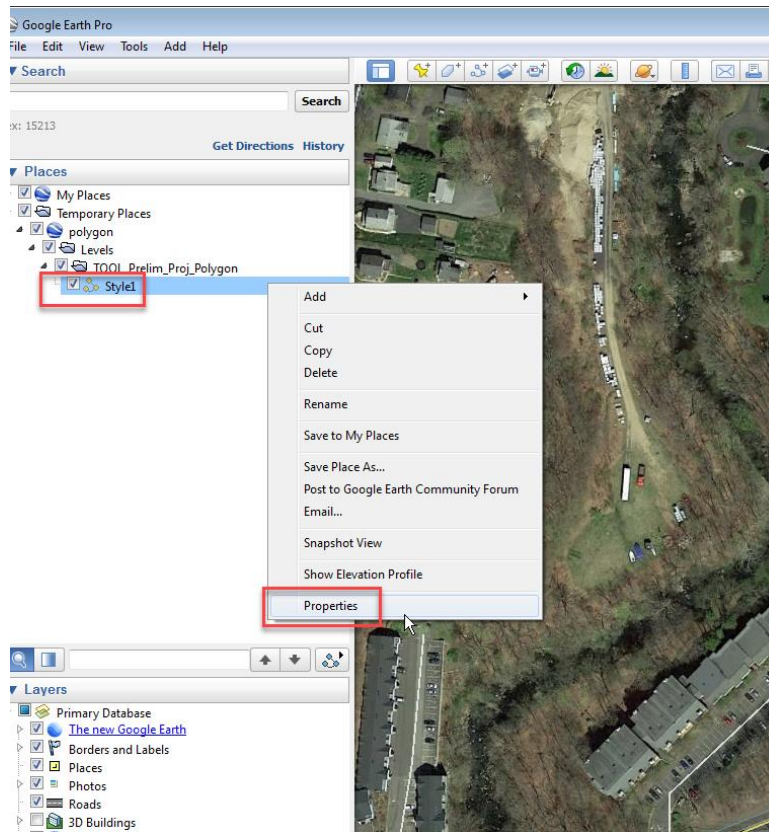 Google Earth Pro
File Edit View Tools Add Help
Search
Search
ex: 15213
Get Directions History
Places
My Places
Temporary Places
polygon
Levels
TOOL_Prelim_Proj_Polygon
Style1
Add
Cut
Copy
Delete
Rename
Save to My Places
Save Place As...
Post to Google Earth Community Forum
Email...
Snapshot View
Show Elevation Profile
Properties
Layers
Primary Database
The new Google Earth
Borders and Labels
Places
Photos
Roads
3D Buildings